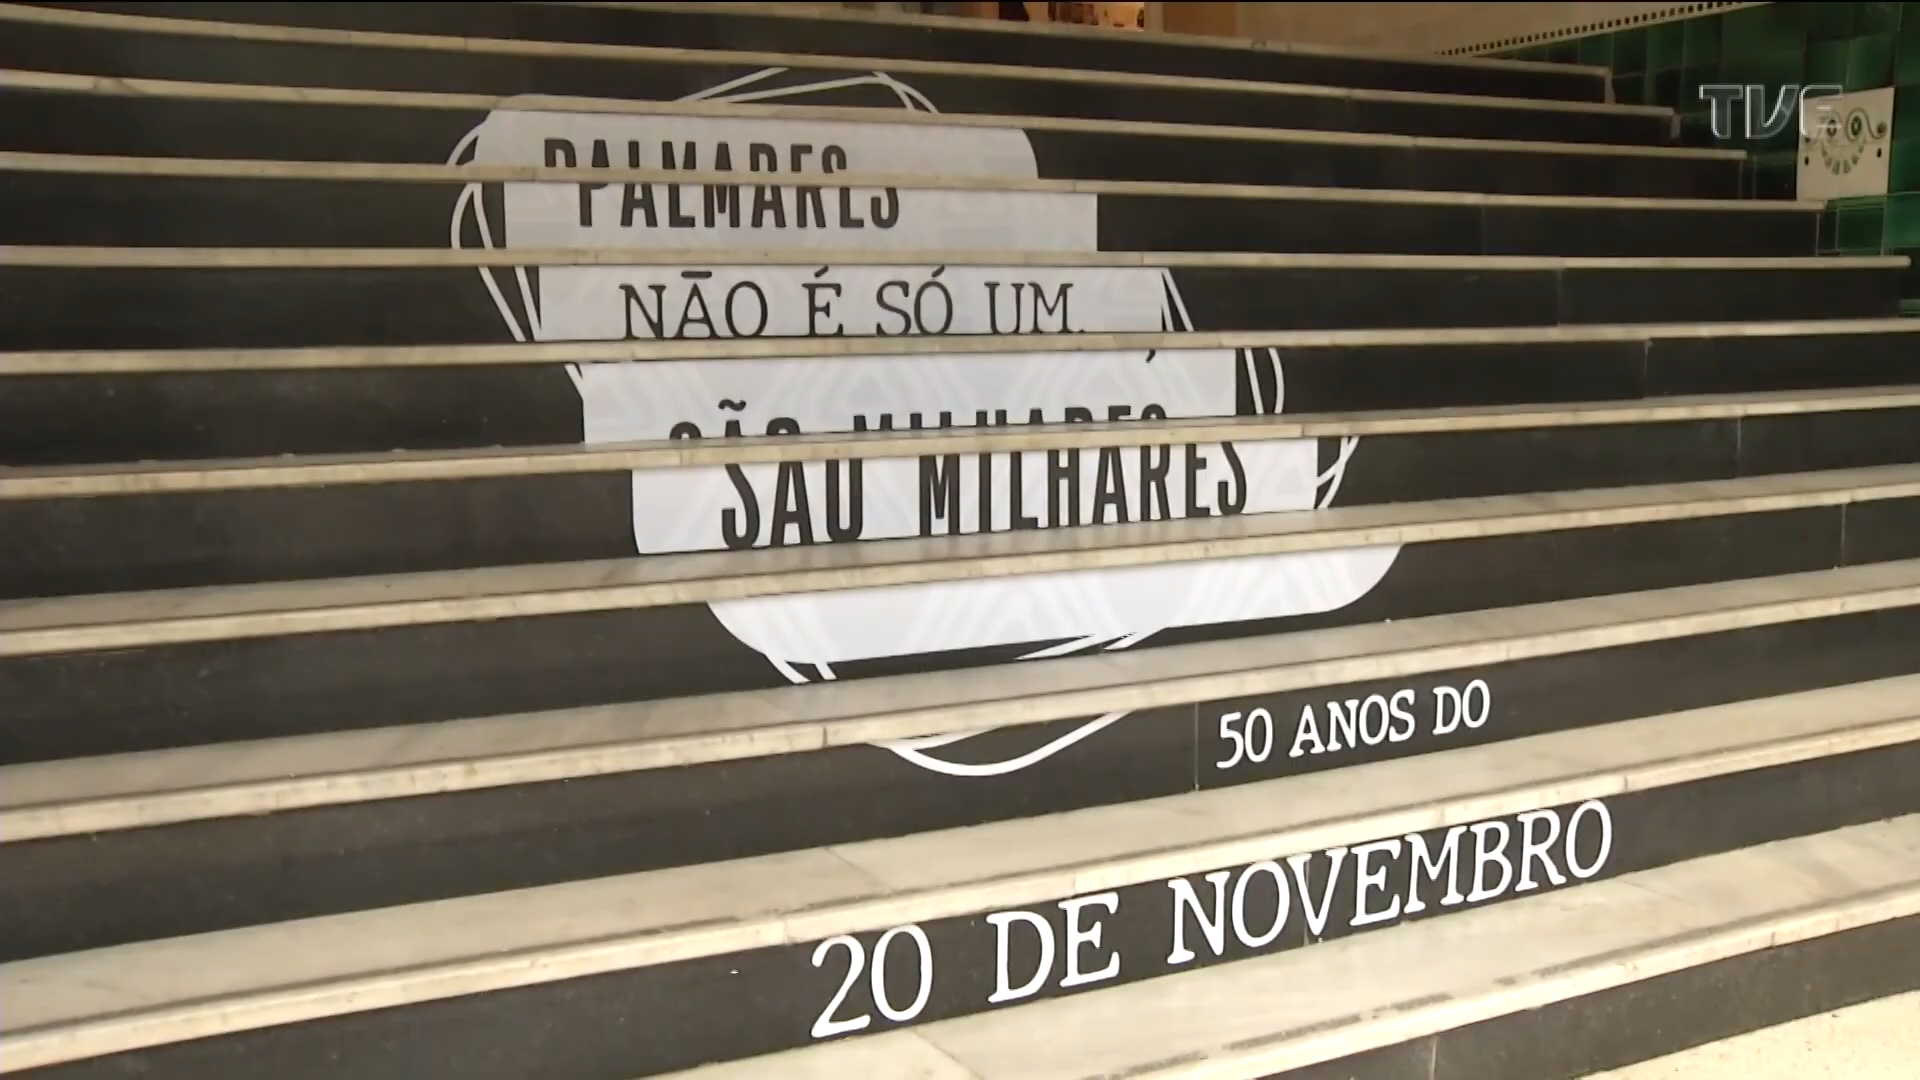 TVE
PALMARES
NÃO É SÓ UM,
SÃO MILHARES
50 ANOS DO
20 DE NOVEMBRO